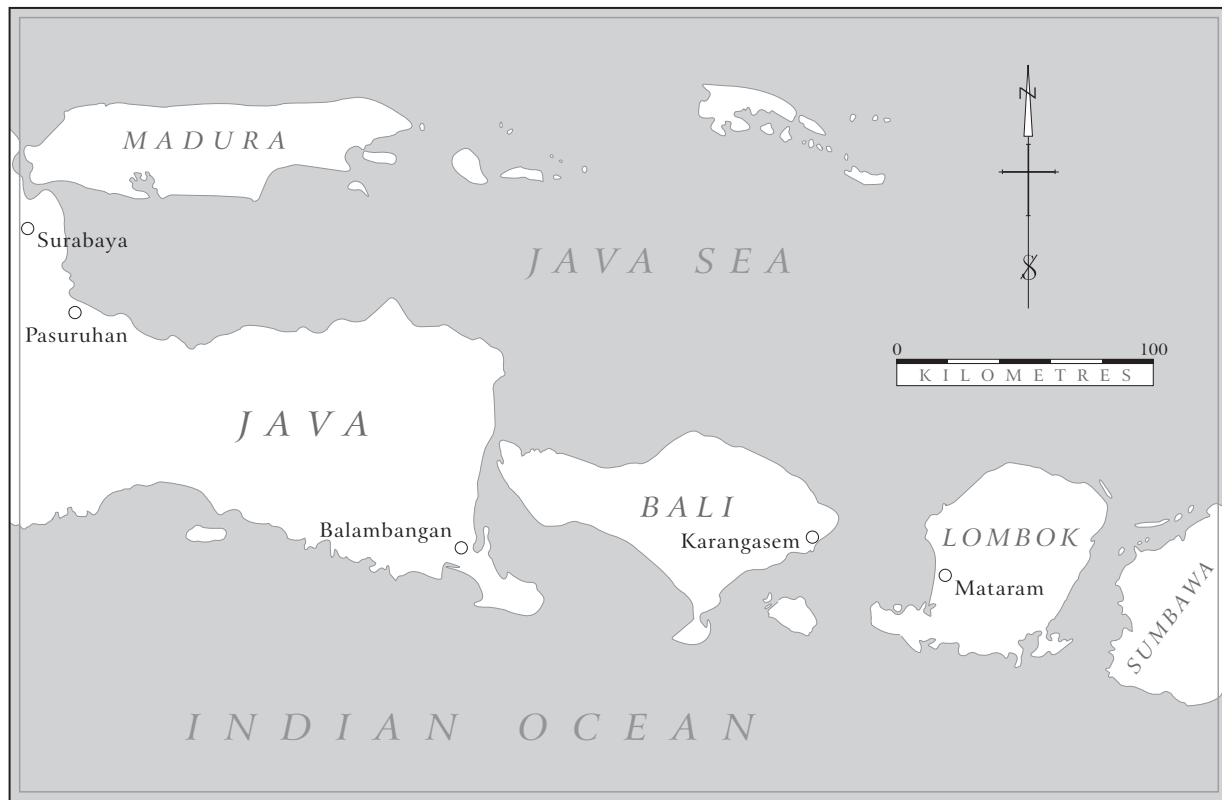 MADURA
N
Surabaya
JAVA SEA
S
Pasuruhan
0 100
KILOMETRES
JAVA
BALI
Balambangan
Karangasem
LOMBOK
Mataram
SUMBAWA
INDIAN OCEAN